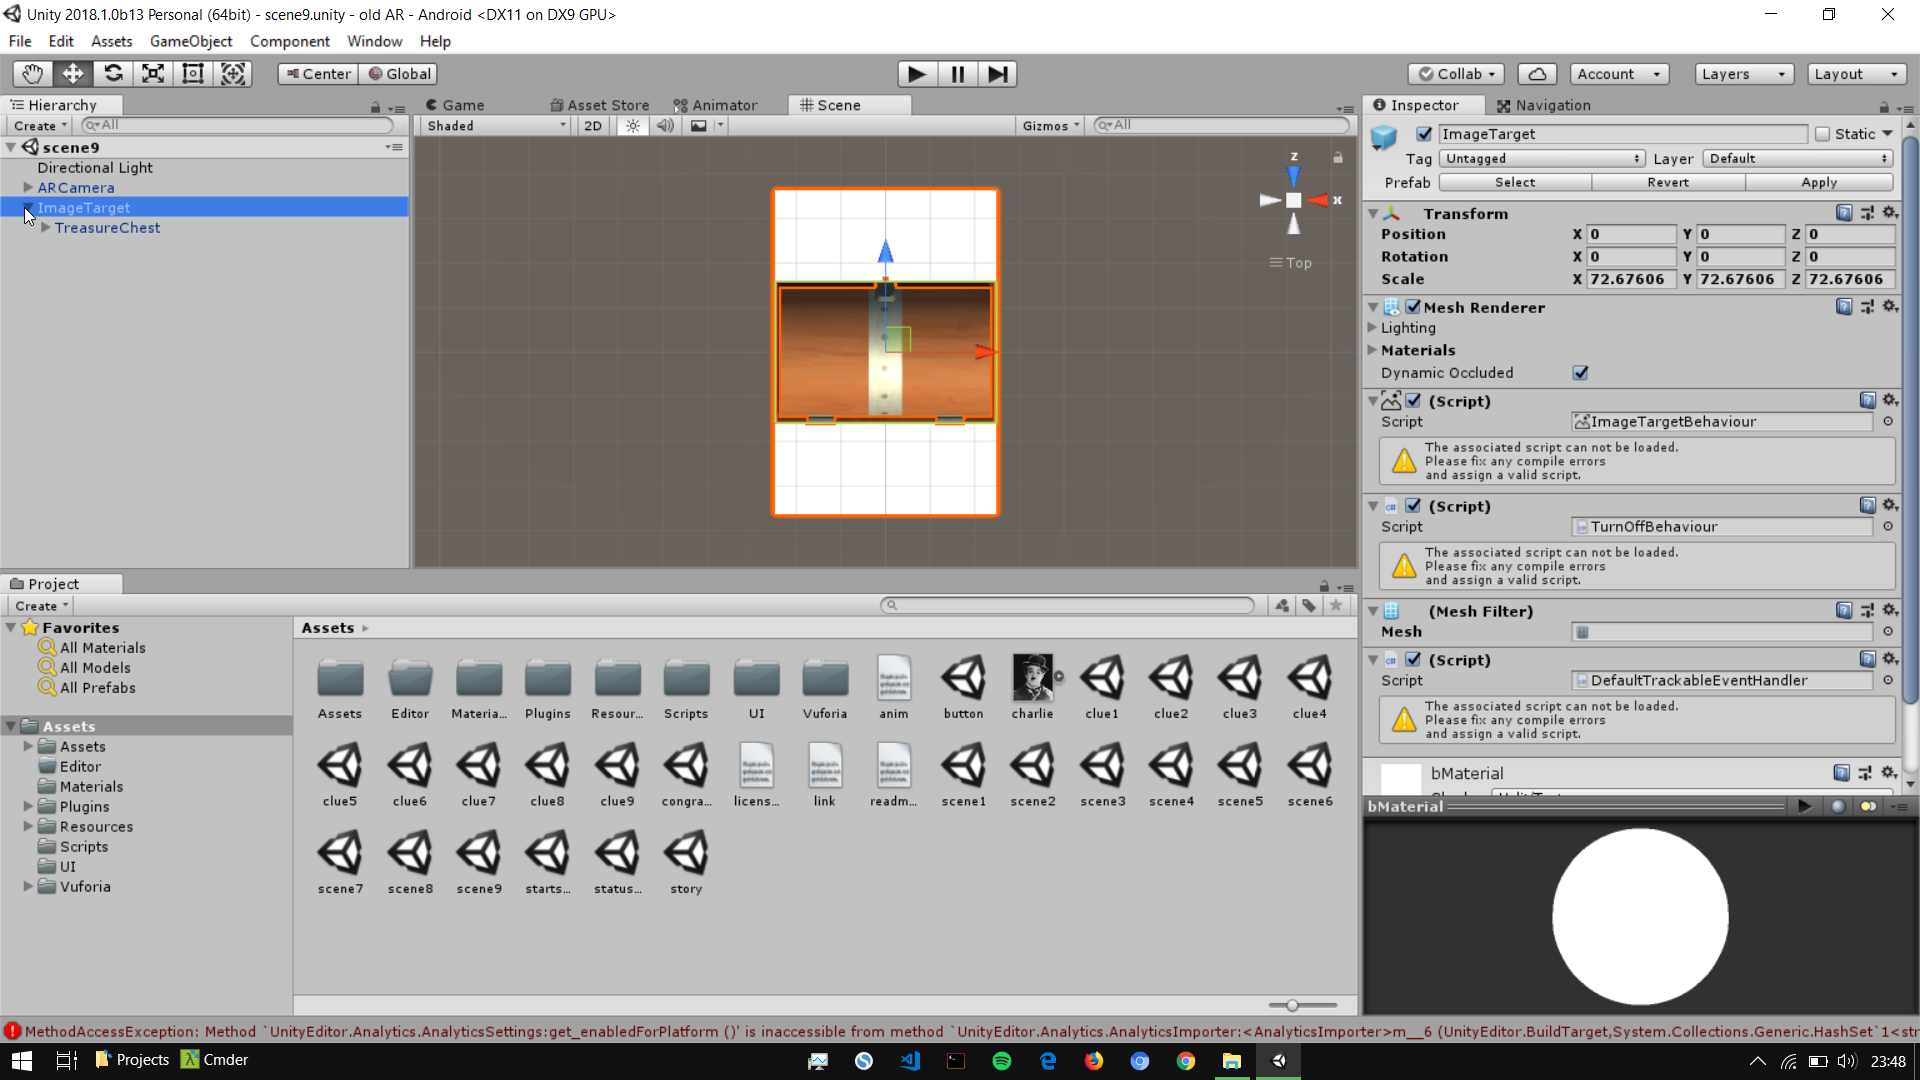 Unity 2018.1.0b13 Personal (64bit) - scene9.unity - old AR - Android <DX11 on DX9 GPU>
File Edit Assets GameObject Component Window Help
Center Global Collab Account Layers Layout
Hierarchy
Create All
scene9
Directional Light
ARCamera
ImageTarget
TreasureChest
Game Asset Store Animator Scene
Shaded 2D Gizmos All
z
x
Top
Inspector Navigation
ImageTarget Static
Tag Untagged Layer Default
Prefab Select Revert Apply
Transform
Position X 0 Y 0 Z 0
Rotation X 0 Y 0 Z 0
Scale X 72.67606 Y 72.67606 Z 72.67606
Mesh Renderer
Lighting
Materials
Dynamic Occluded
(Script)
Script ImageTargetBehaviour
The associated script can not be loaded.
Please fix any compile errors
and assign a valid script.
(Script)
Script TurnOffBehaviour
The associated script can not be loaded.
Please fix any compile errors
and assign a valid script.
(Mesh Filter)
Mesh
(Script)
Script DefaultTrackableEventHandler
The associated script can not be loaded.
Please fix any compile errors
and assign a valid script.
bMaterial
bMaterial
Project
Create
Favorites
All Materials
All Models
All Prefabs
Assets
Assets
Editor
Materials
Plugins
Resources
Scripts
UI
Vuforia
Assets
Assets Editor Materia... Plugins Resour... Scripts UI Vuforia anim button charlie clue1 clue2 clue3 clue4
clue5 clue6 clue7 clue8 clue9 congra... licens... link readm... scene1 scene2 scene3 scene4 scene5 scene6
scene7 scene8 scene9 starts... status... story
MethodAccessException: Method `UnityEditor.Analytics.AnalyticsSettings:get_enabledForPlatform ()' is inaccessible from method `UnityEditor.Analytics.AnalyticsImporter:<AnalyticsImporter>m__6 (UnityEditor.BuildTarget,System.Collections.Generic.HashSet`1<str
Projects Cmder 23:48